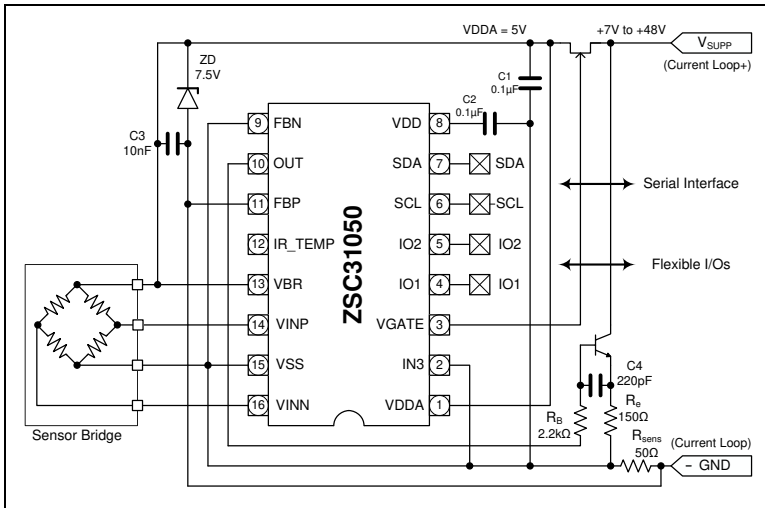 VDDA = 5V
+7V to +48V
VSUPP
(Current Loop+)
ZD
7.5V
C1
0.1µF
C2
0.1µF
C3
10nF
9 FBN
VDD 8
10 OUT
SDA 7 SDA
11 FBP
SCL 6 SCL
Serial Interface
12 IR_TEMP
IO2 5 IO2
13 VBR
IO1 4 IO1
Flexible I/Os
ZSC31050
14 VINP
VGATE 3
15 VSS
IN3 2
16 VINN
VDDA 1
C4
220pF
RB
2.2kΩ
Re
150Ω
Rsens
50Ω
(Current Loop)
– GND
Sensor Bridge